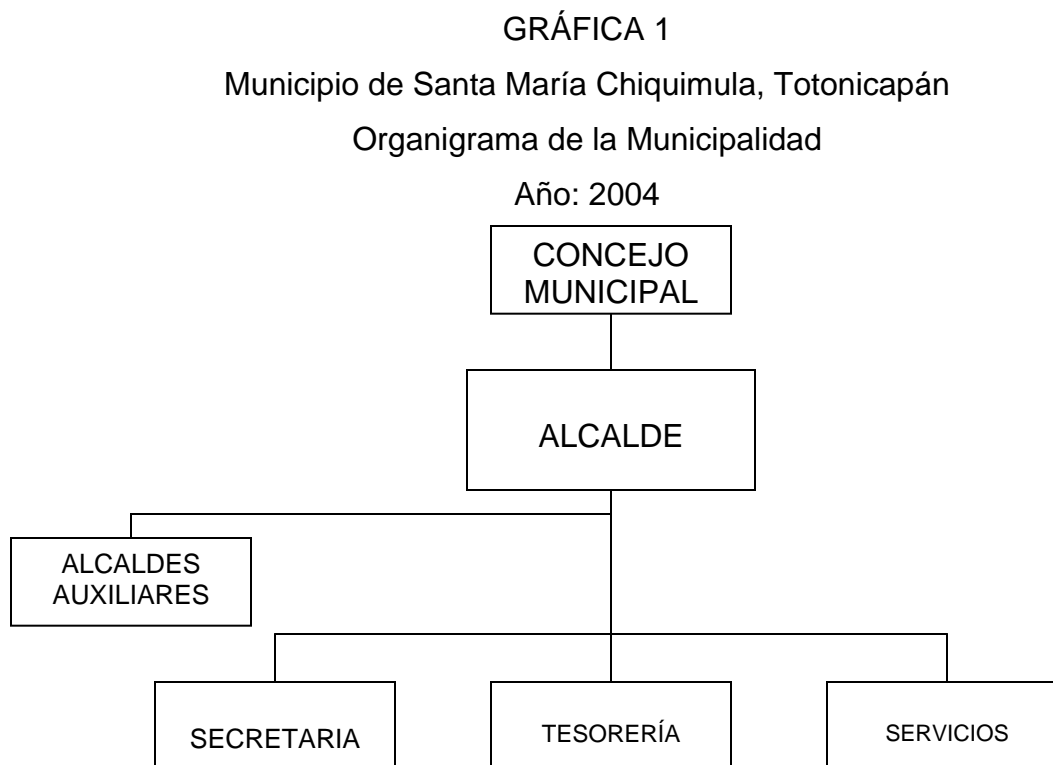 GRÁFICA 1
Municipio de Santa María Chiquimula, Totonicapán
Organigrama de la Municipalidad
Año: 2004
CONCEJO
MUNICIPAL
ALCALDE
ALCALDES
AUXILIARES
SECRETARIA
TESORERÍA
SERVICIOS